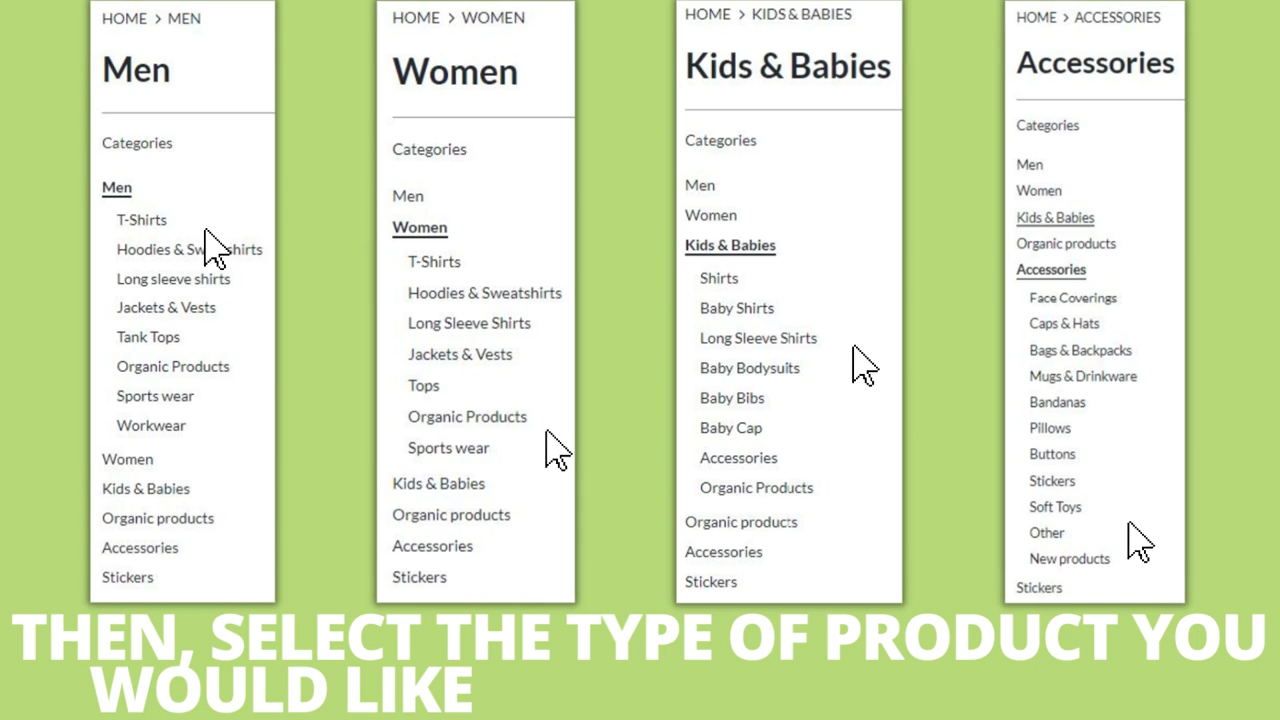 HOME > MEN
Men
Categories
Men
T-Shirts
Hoodies & Sw shirts
Long sleeve shirts
Jackets & Vests
Tank Tops
Organic Products
Sports wear
Workwear
Women
Kids & Babies
Organic products
Accessories
Stickers
HOME > WOMEN
Women
Categories
Men
Women
T-Shirts
Hoodies & Sweatshirts
Long Sleeve Shirts
Jackets & Vests
Tops
Organic Products
Sports wear
Kids & Babies
Organic products
Accessories
Stickers
HOME > KIDS & BABIES
Kids & Babies
Categories
Men
Women
Kids & Babies
Shirts
Baby Shirts
Long Sleeve Shirts
Baby Bodysuits
Baby Bibs
Baby Cap
Accessories
Organic Products
Organic products
Accessories
Stickers
HOME > ACCESSORIES
Accessories
Categories
Men
Women
Kids & Babies
Organic products
Accessories
Face Coverings
Caps & Hats
Bags & Backpacks
Mugs & Drinkware
Bandanas
Pillows
Buttons
Stickers
Soft Toys
Other
New products
Stickers
THEN, SELECT THE TYPE OF PRODUCT YOU
WOULD LIKE